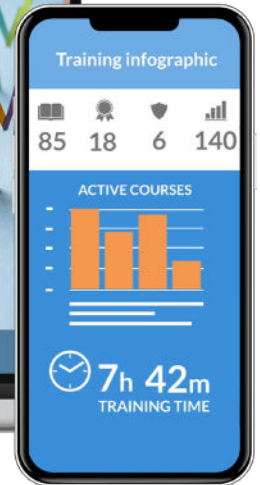 Training infographic
85 18 6 140
ACTIVE COURSES
7h 42m
TRAINING TIME